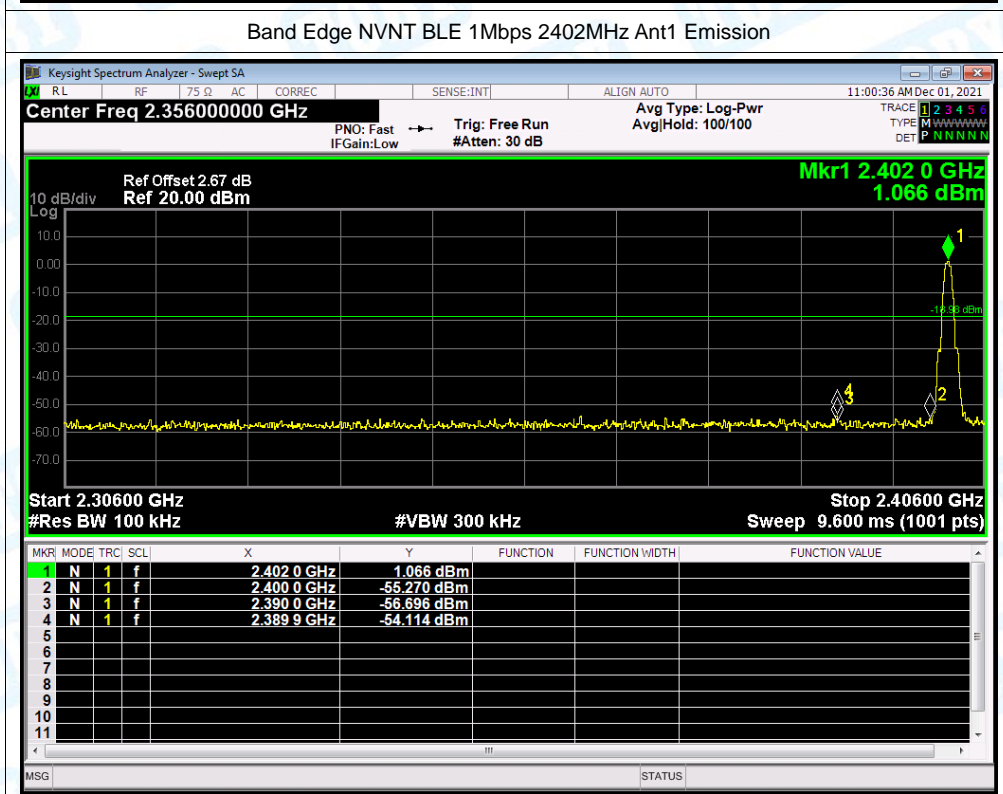 Band Edge NVNT BLE 1Mbps 2402MHz Ant1 Emission
Keysight Spectrum Analyzer - Swept SA
LXI RL RF 75 Ω AC CORREC SENSE:INT ALIGN AUTO 11:00:36 AM Dec 01, 2021
Center Freq 2.356000000 GHz
PNO: Fast
IFGain:Low
Trig: Free Run
#Atten: 30 dB
Avg Type: Log-Pwr
Avg|Hold: 100/100
TRACE 1 2 3 4 5 6
TYPE M WWWWW
DET P N N N N N
Mkr1 2.402 0 GHz
1.066 dBm
Ref Offset 2.67 dB
10 dB/div Ref 20.00 dBm
Log
10.0
0.00
-10.0
-20.0
-30.0
-40.0
-50.0
-60.0
-70.0
1
-18.93 dBm
4
3
2
Start 2.30600 GHz Stop 2.40600 GHz
#Res BW 100 kHz #VBW 300 kHz Sweep 9.600 ms (1001 pts)
MKR MODE TRC SCL X Y FUNCTION FUNCTION WIDTH FUNCTION VALUE
1 N 1 f 2.402 0 GHz 1.066 dBm
2 N 1 f 2.400 0 GHz -55.270 dBm
3 N 1 f 2.390 0 GHz -56.696 dBm
4 N 1 f 2.389 9 GHz -54.114 dBm
5
6
7
8
9
10
11
MSG STATUS